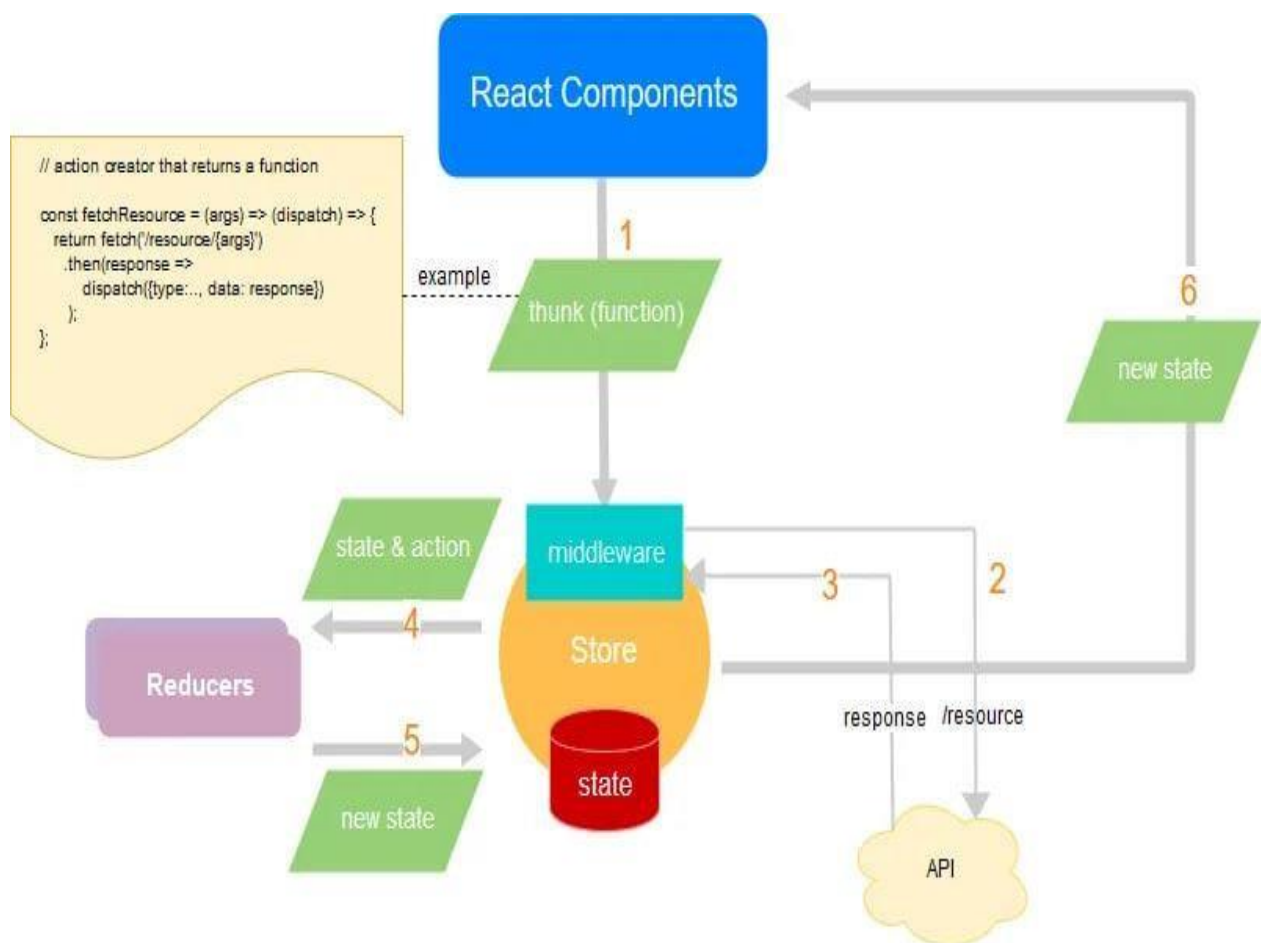 React Components
// action creator that returns a function
const fetchResource = (args) => (dispatch) => {
return fetch('/resource/{args}')
.then(response =>
dispatch({type:.., data: response})
);
};
example
1
thunk (function)
6
new state
state & action
middleware
2
3
4
Store
Reducers
response
/resource
5
state
new state
API